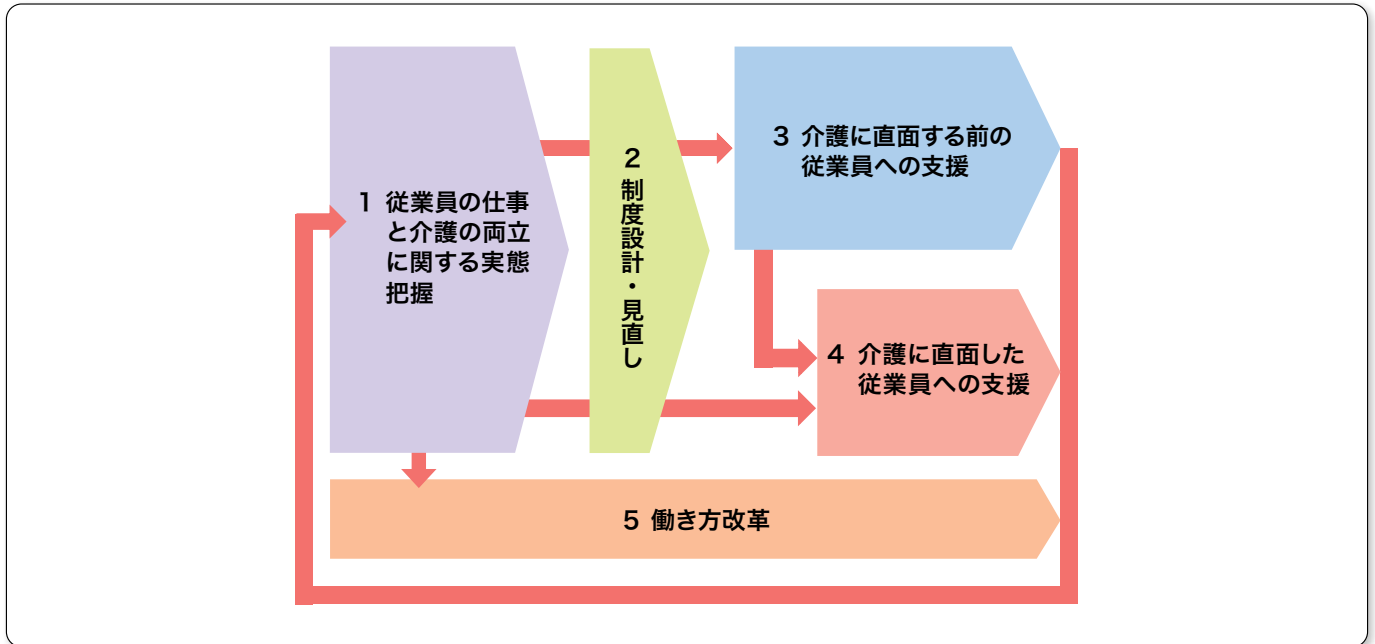 1 従業員の仕事
と介護の両立
に関する実態
把握
2 制度設計・見直し
3 介護に直面する前の
従業員への支援
4 介護に直面した
従業員への支援
5 働き方改革